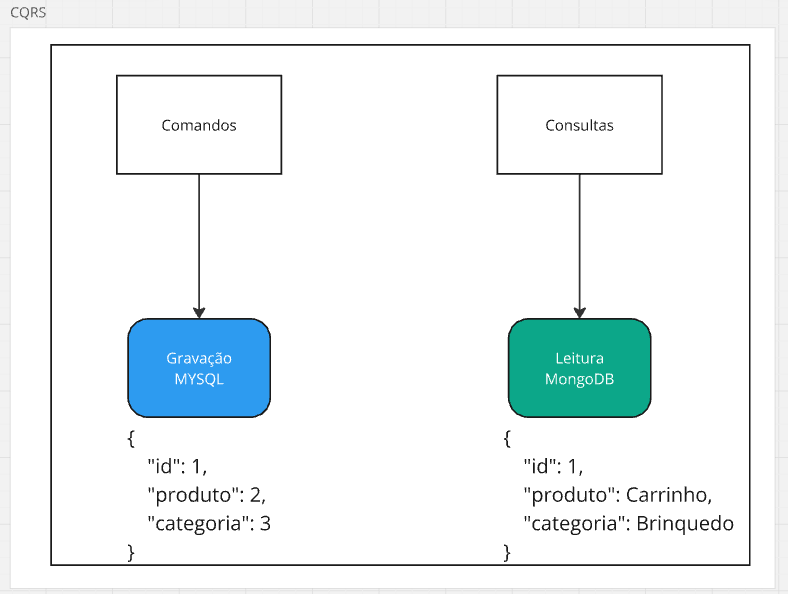 CQRS
Comandos
Consultas
Gravação
MYSQL
Leitura
MongoDB
{
"id": 1,
"produto": 2,
"categoria": 3
}
{
"id": 1,
"produto": Carrinho,
"categoria": Brinquedo
}